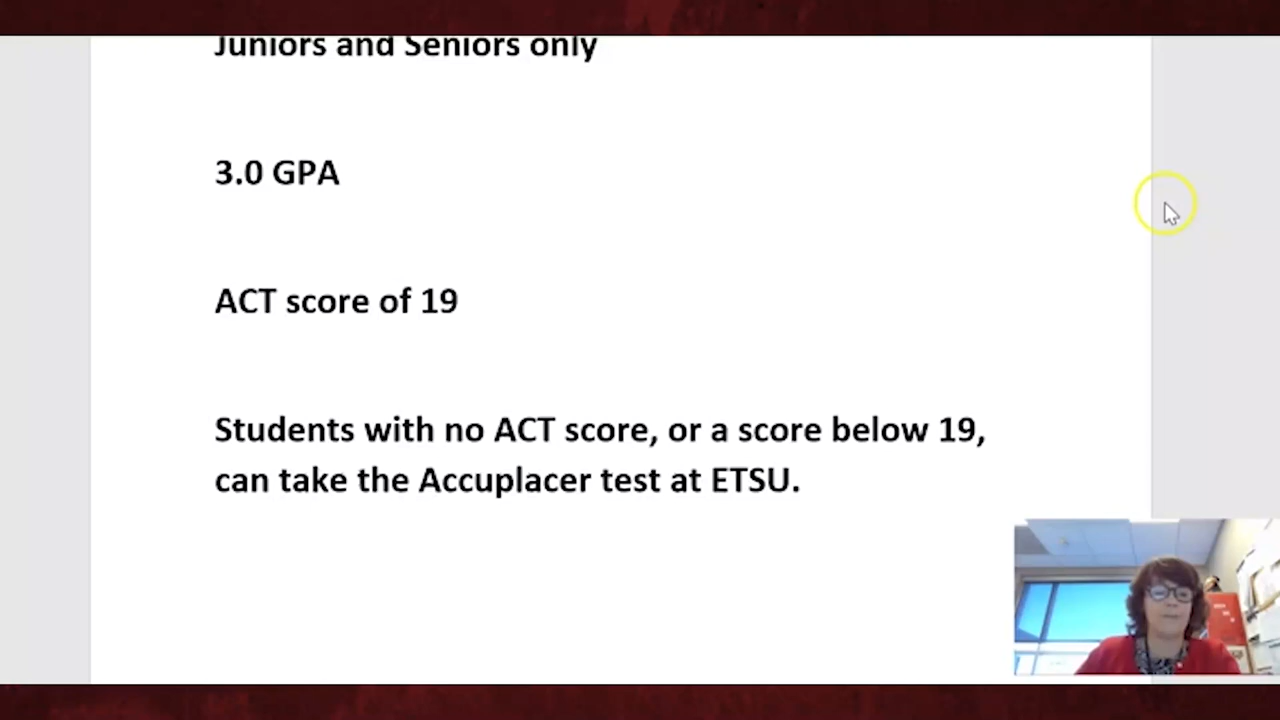 Juniors and Seniors only
3.0 GPA
ACT score of 19
Students with no ACT score, or a score below 19,
can take the Accuplacer test at ETSU.